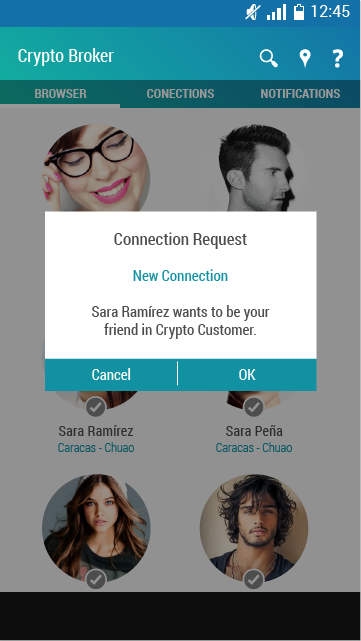 12:45
Crypto Broker
?
BROWSER CONECTIONS NOTIFICATIONS
Connection Request
New Connection
Sara Ramírez wants to be your
friend in Crypto Customer.
Cancel OK
Sara Ramírez Sara Peña
Caracas - Chuao Caracas - Chuao